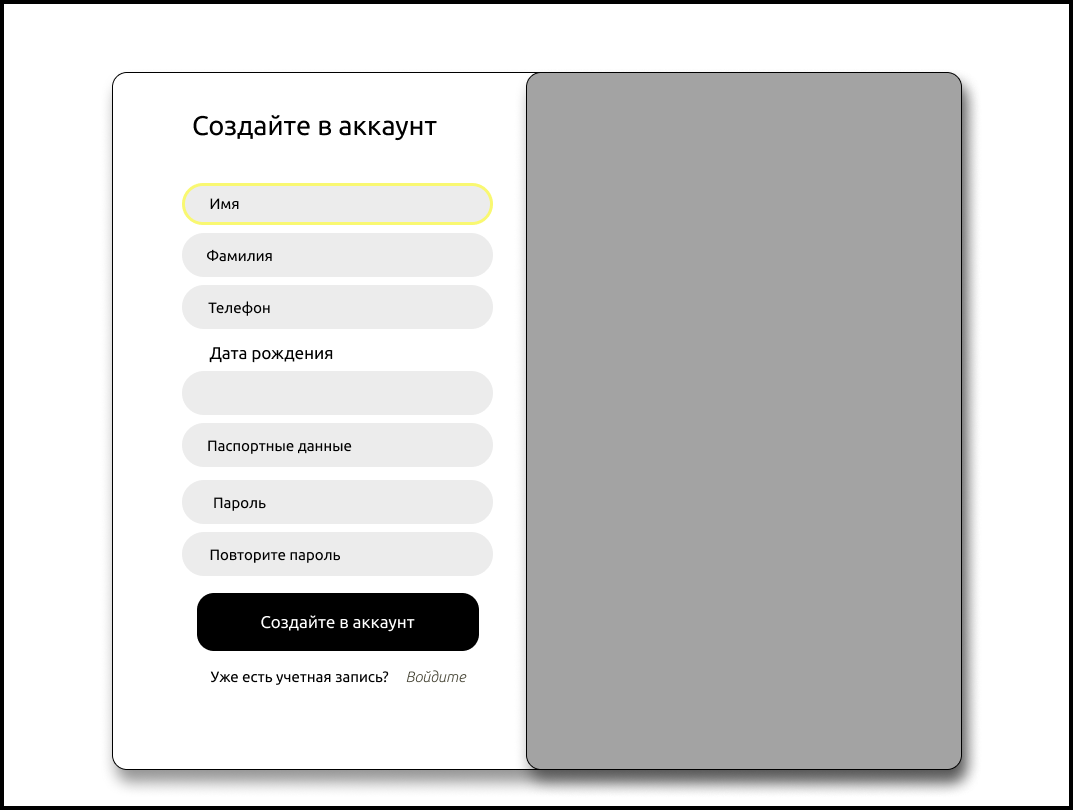 Создайте в аккаунт
Имя
Фамилия
Телефон
Дата рождения
Паспортные данные
Пароль
Повторите пароль
Создайте в аккаунт
Уже есть учетная запись? Войдите